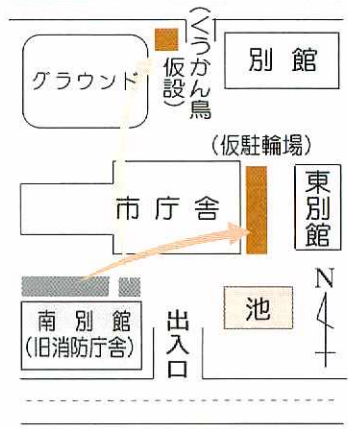 グラウンド
(くうかん鳥
仮設)
別館
(仮駐輪場)
市庁舎
東別館
N
池
南別館
(旧消防庁舎)
出入口